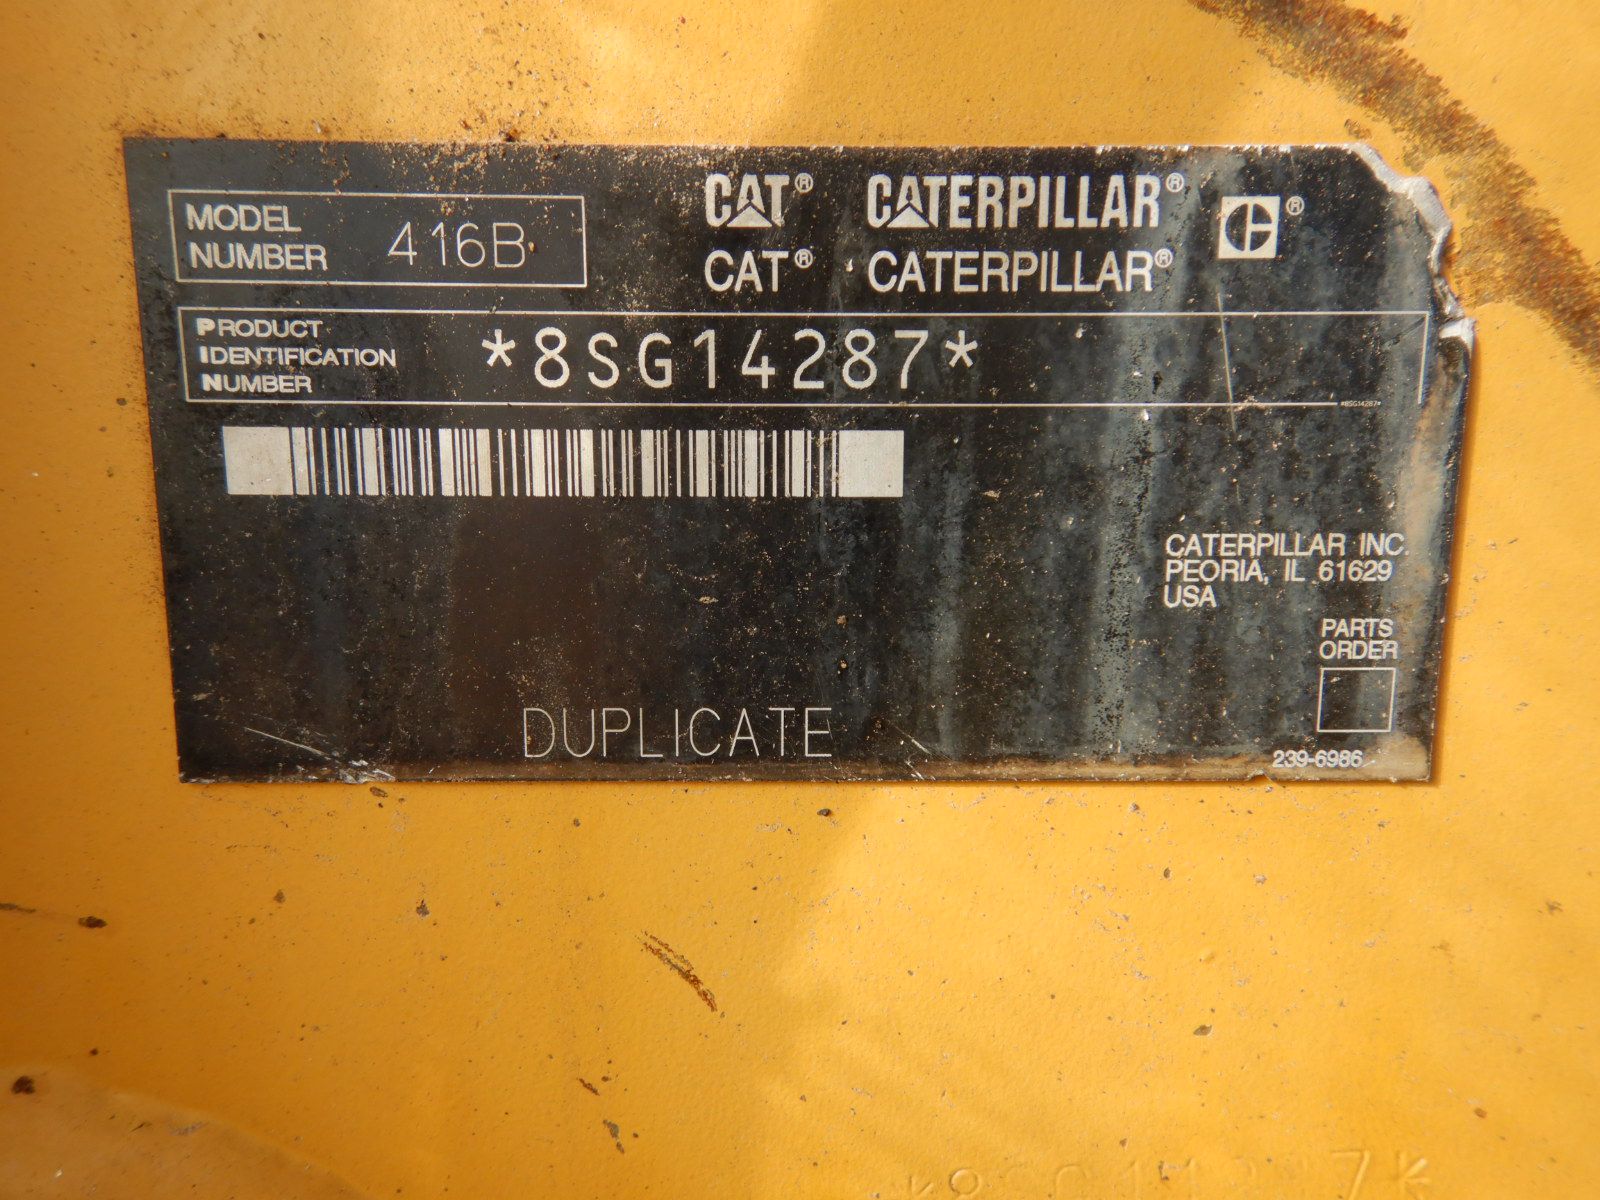 MODEL NUMBER 416B
CAT® CATERPILLAR® ®
CAT® CATERPILLAR®
PRODUCT IDENTIFICATION NUMBER *8SG14287*
*8SG14287*
CATERPILLAR INC.
PEORIA, IL 61629
USA
PARTS
ORDER
DUPLICATE
239-6986